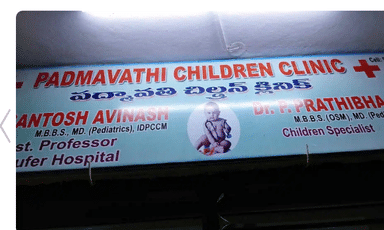 PADMAVATHI CHILDREN CLINIC
పద్మావతి చిల్డ్రన్ క్లినిక్
ANTOSH AVINASH
M.B.B.S., MD. (Pediatrics), IDPCCM
st. Professor
ufer Hospital
Dr. P. PRATHIBHA
M.B.B.S. (OSM), MD. (Ped
Children Specialist
Cell: